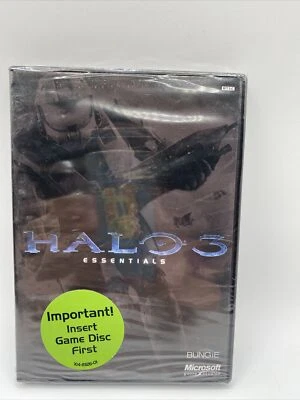 HALO 3
ESSENTIALS
Important!
Insert
Game Disc
First
BUNGIE
Microsoft